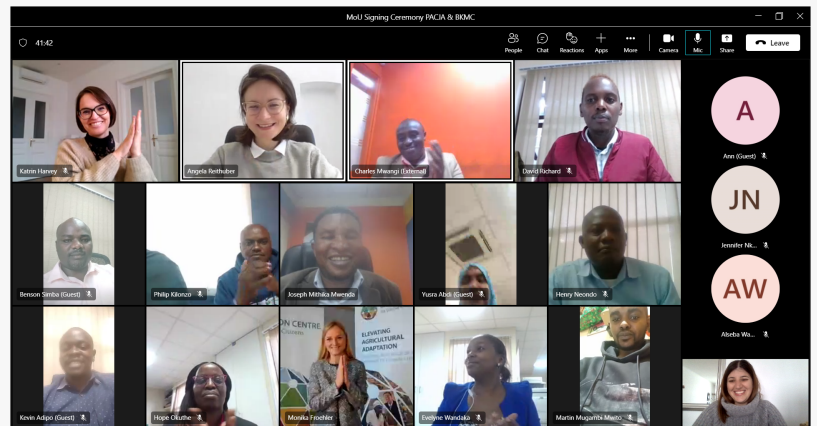 MoU Signing Ceremony PACJA & BKMC
41:42
People
Chat
Reactions
Apps
More
Camera
Mic
Share
Leave
Katrin Harvey
Angela Reithuber
Charles Mwangi (External)
David Richard
A
Ann (Guest)
Benson Simba (Guest)
Philip Kilonzo
Joseph Mithika Mwenda
Yusra Abdi (Guest)
Henry Neondo
JN
Jennifer Nk...
AW
Alseba Wa...
ON CENTRE
ELEVATING
AGRICULTURAL
ADAPTATION
Kevin Adipo (Guest)
Hope Okuthe
Monika Froehler
Evelyne Wandaka
Martin Mugambi Mwito